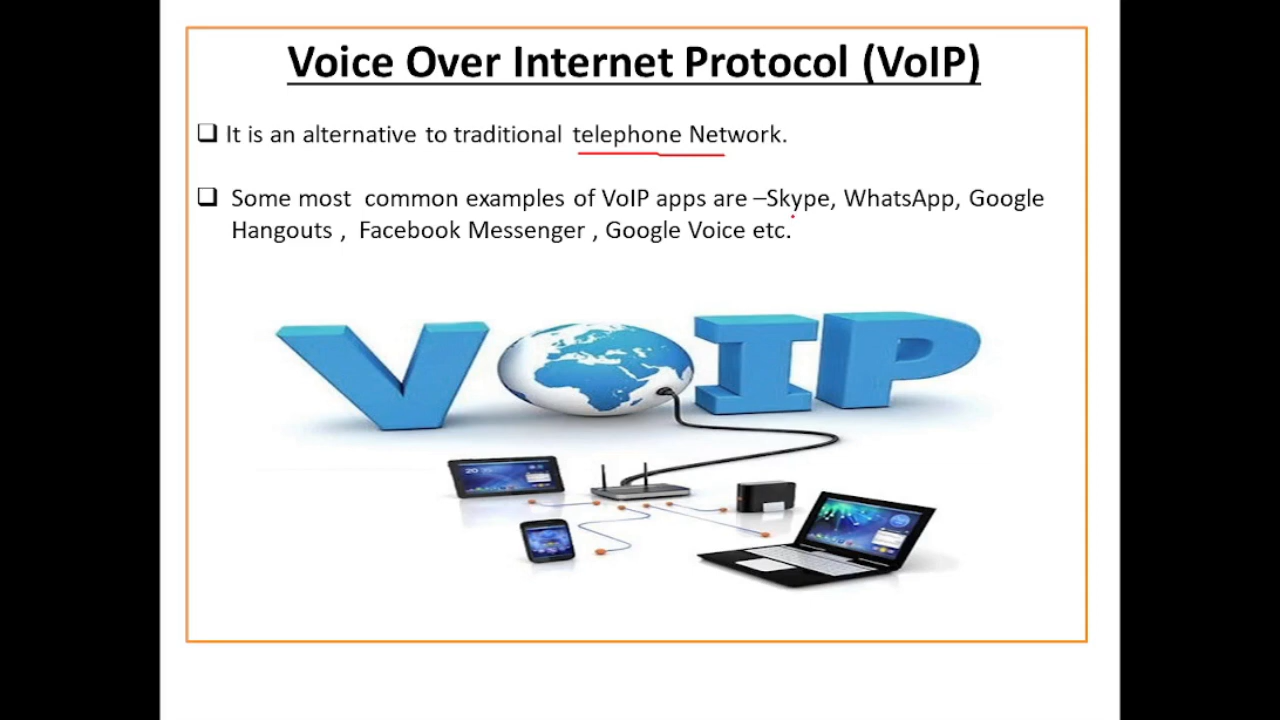 Voice Over Internet Protocol (VoIP)
❑ It is an alternative to traditional telephone Network.
❑ Some most common examples of VoIP apps are –Skype, WhatsApp, Google
Hangouts , Facebook Messenger , Google Voice etc.
VOIP
20